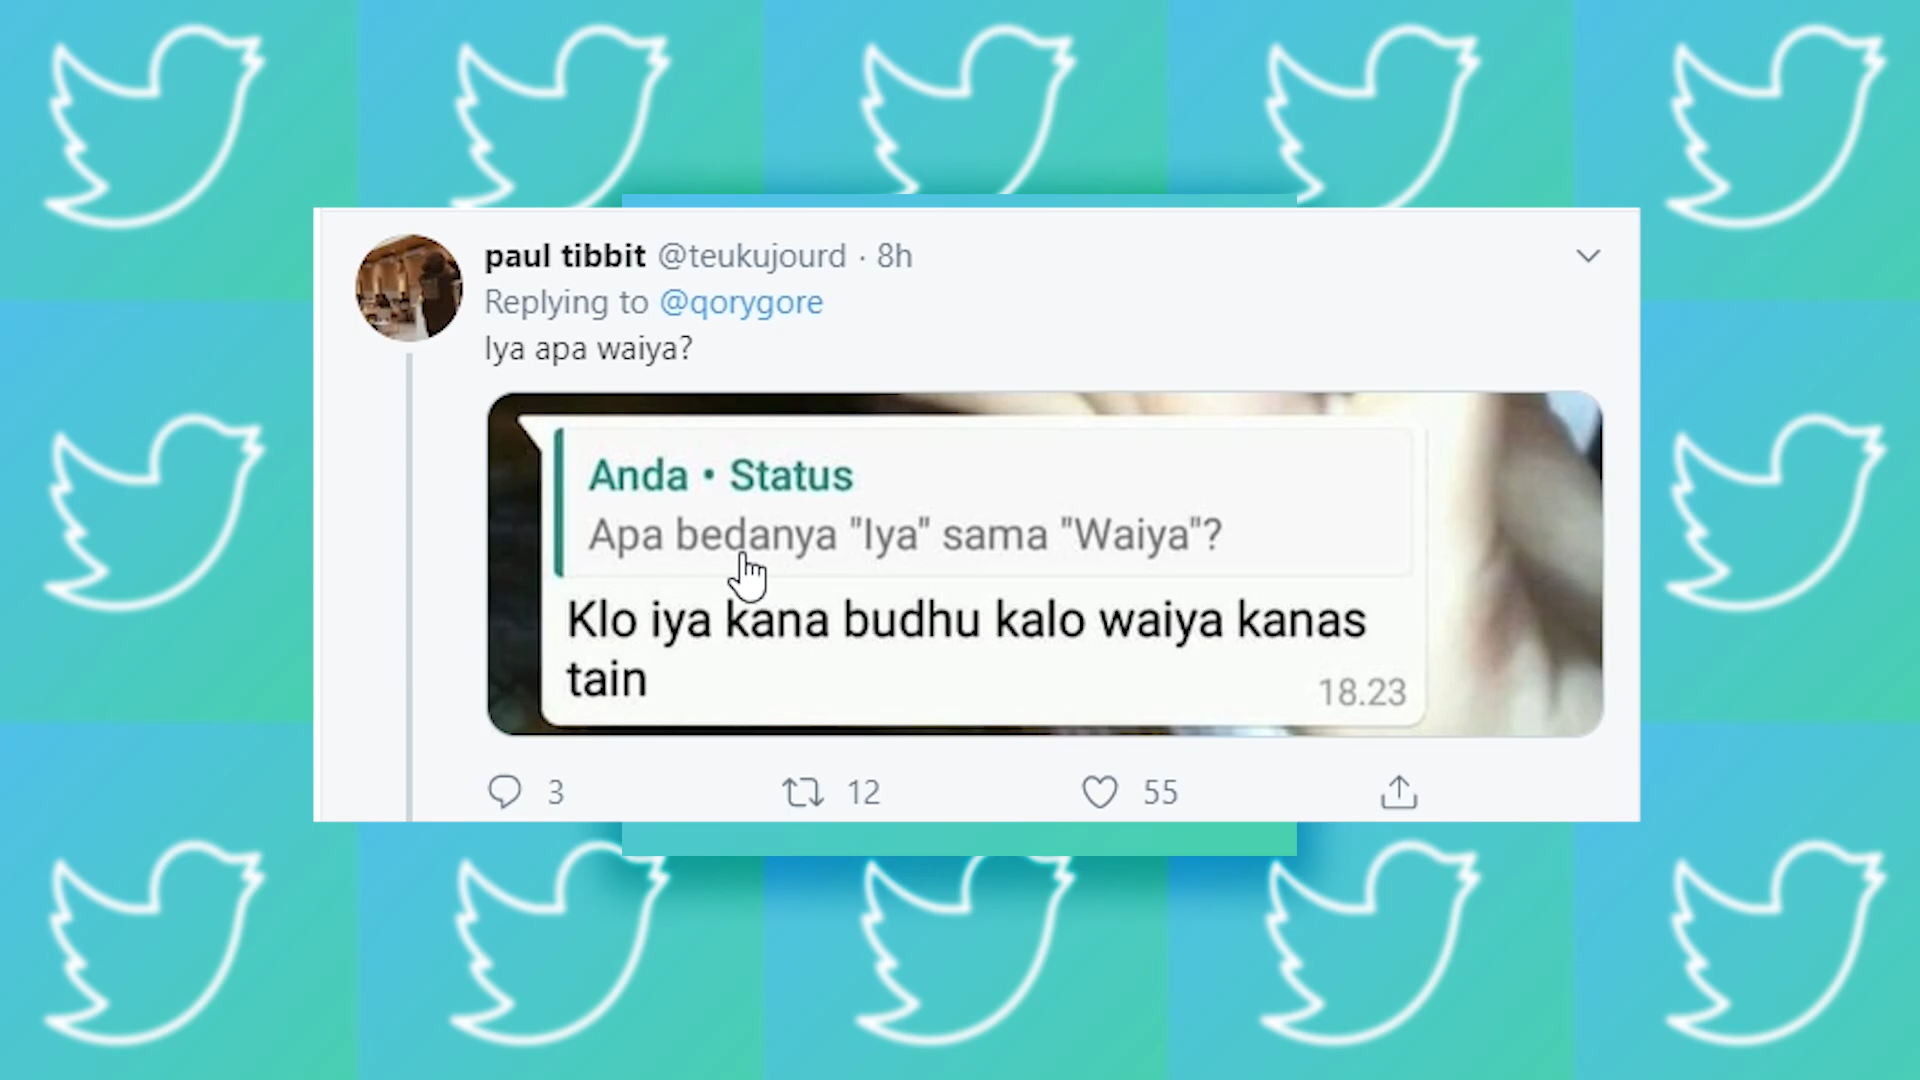 paul tibbit @teukujourd · 8h
Replying to @qorygore
Iya apa waiya?
Anda • Status
Apa bedanya "Iya" sama "Waiya"?
Klo iya kana budhu kalo waiya kanas
tain
18.23
3 12 55